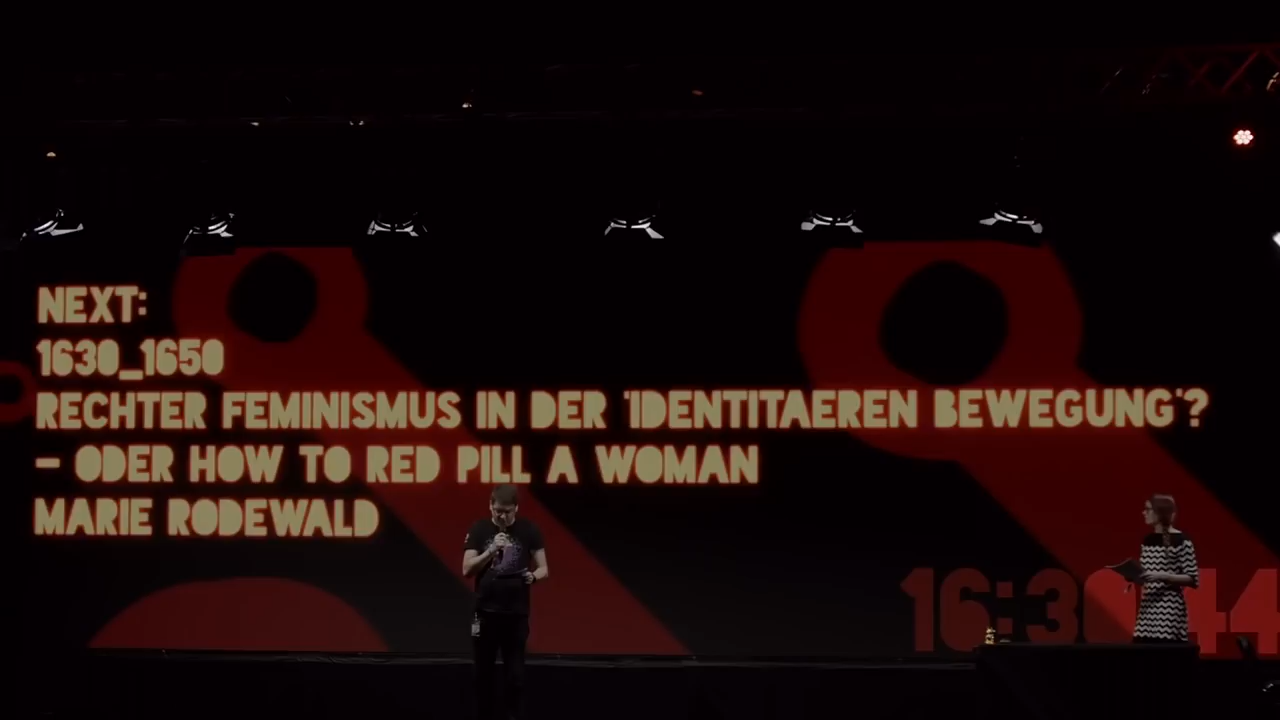 NEXT:
1630_1650
RECHTER FEMINISMUS IN DER 'IDENTITAEREN BEWEGUNG'?
- ODER HOW TO RED PILL A WOMAN
MARIE RODEWALD